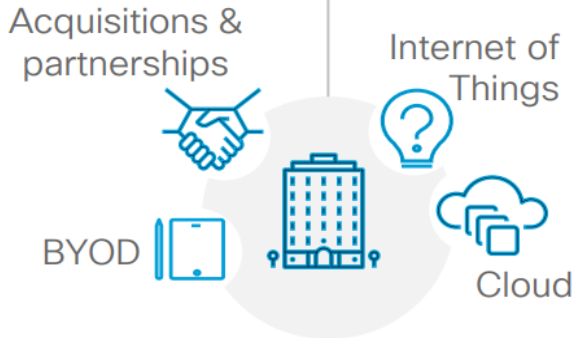 Acquisitions &
partnerships
Internet of
Things
BYOD
Cloud